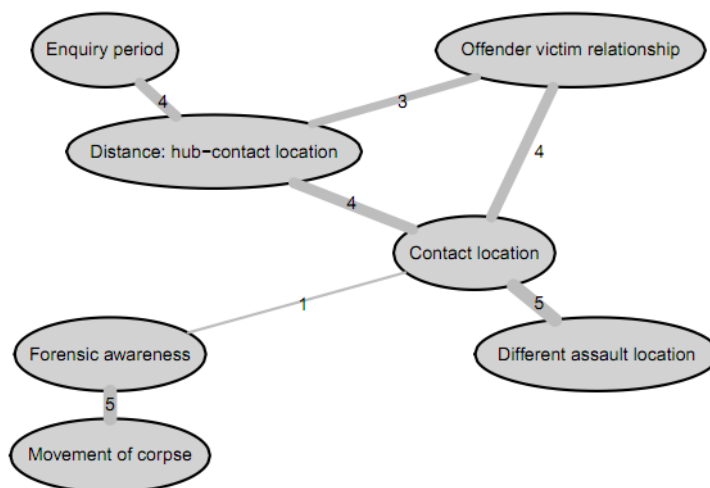 Enquiry period
Offender victim relationship
4
3
Distance: hub−contact location
4
4
Contact location
1
5
Forensic awareness
Different assault location
5
Movement of corpse